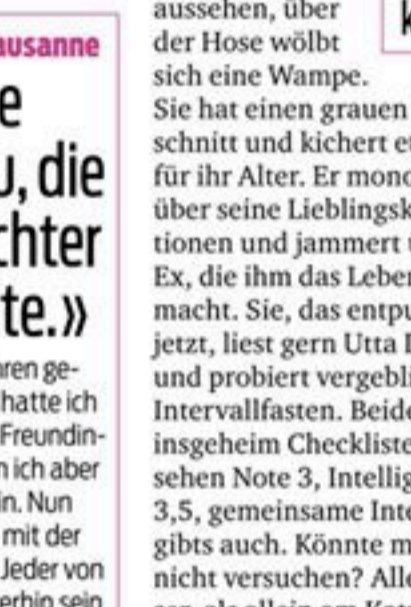 ausanne
e
u, die
chter
te.»
hren ge-
hatte ich
Freundin-
n ich aber
in. Nun
mit der
Jeder von
erhin sein
k
aussehen, über
der Hose wölbt
sich eine Wampe.
Sie hat einen grauen
schnitt und kichert et
für ihr Alter. Er mono
über seine Lieblingsk
tionen und jammert ü
Ex, die ihm das Leben
macht. Sie, das entpu
jetzt, liest gern Utta D
und probiert vergebli
Intervallfasten. Beide
insgeheim Checkliste
sehen Note 3, Intellig
3,5, gemeinsame Inte
gibts auch. Könnte m
nicht versuchen? Alle